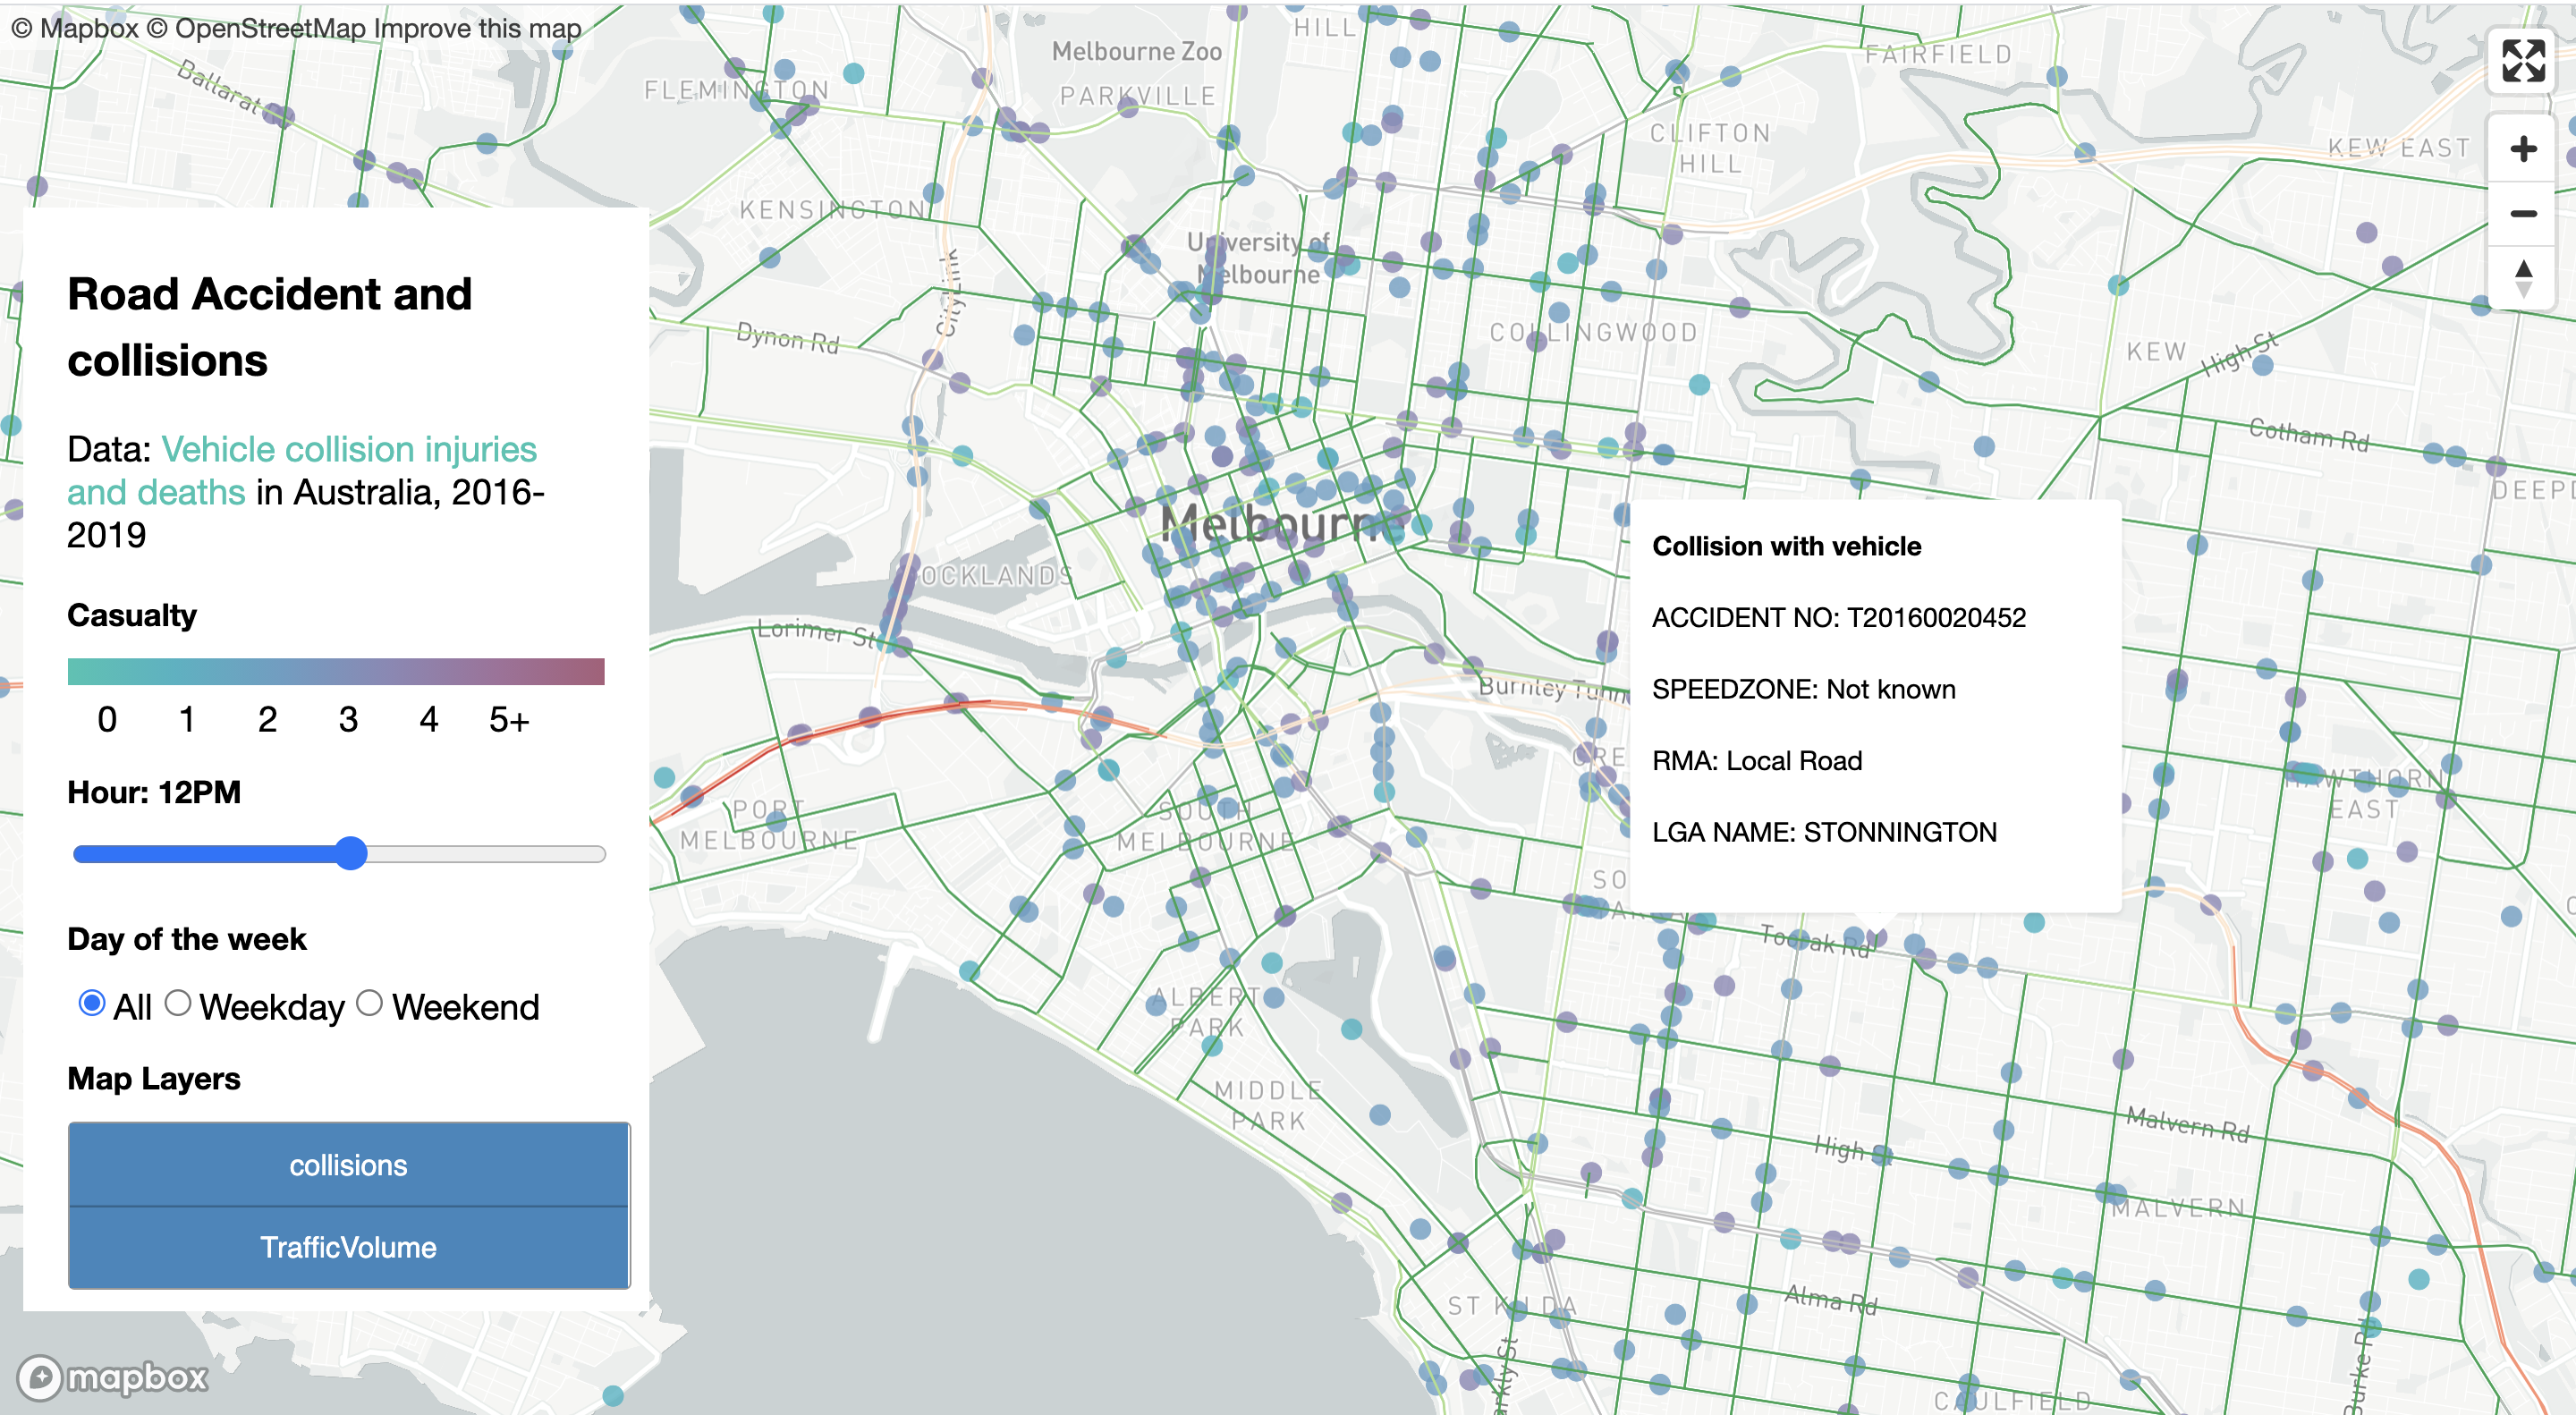 © Mapbox © OpenStreetMap Improve this map
HILL
Melbourne Zoo
PARKVILLE
FLEMINGTON
FAIRFIELD
Ballarat
CLIFTON
HILL
KEW EAST
KENSINGTON
University of
Melbourne
CityLink
Dynon Rd
COLLINGWOOD
KEW
High St
Cotham Rd
Road Accident and
collisions
Data: Vehicle collision injuries
and deaths in Australia, 2016-
2019
Casualty
0 1 2 3 4 5+
Hour: 12PM
Day of the week
All Weekday Weekend
Map Layers
collisions
TrafficVolume
Melbourne
DEEPD
OCKLANDS
Lorimer St
Burnley Tunn
Collision with vehicle
ACCIDENT NO: T20160020452
SPEEDZONE: Not known
RMA: Local Road
LGA NAME: STONNINGTON
CRE
PORT
MELBOURNE
SOUTH
MELBOURNE
HAWTHORN
EAST
SO
Toorak Rd
ALBERT
PARK
MIDDLE
PARK
Malvern Rd
High St
MALVERN
ST KILDA
Alma Rd
Burke Rd
CAULFIELD
mapbox